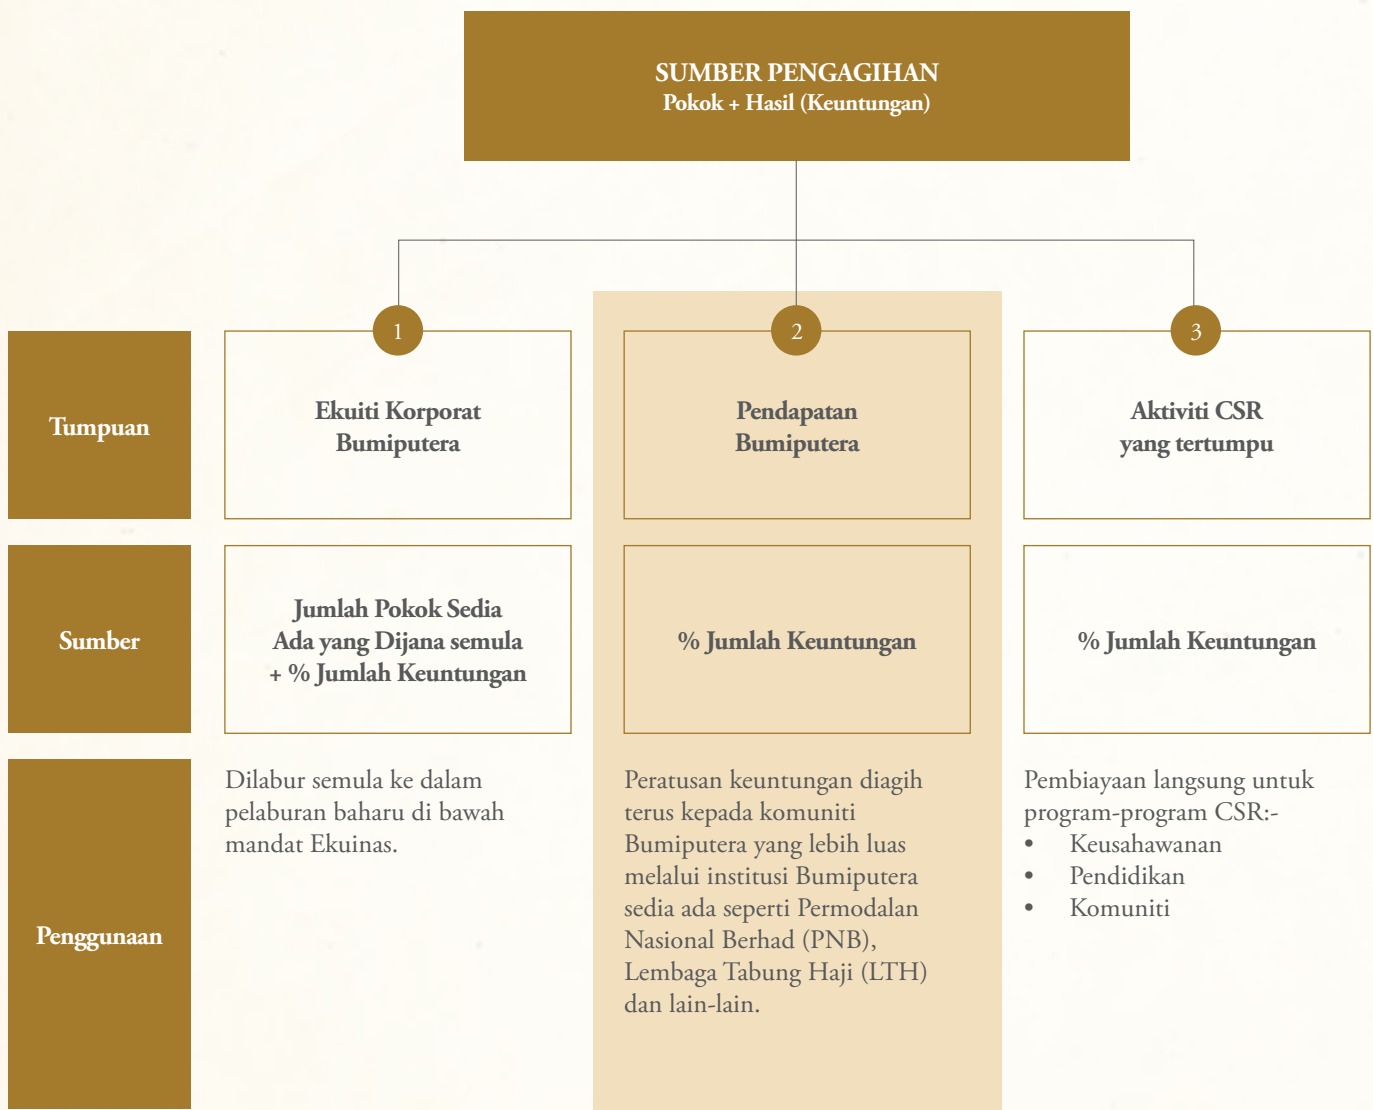 SUMBER PENGAGIHAN
Pokok + Hasil (Keuntungan)
1
2
3
Tumpuan
Ekuiti Korporat
Bumiputera
Pendapatan
Bumiputera
Aktiviti CSR
yang tertumpu
Sumber
Jumlah Pokok Sedia
Ada yang Dijana semula
+ % Jumlah Keuntungan
% Jumlah Keuntungan
% Jumlah Keuntungan
Penggunaan
Dilabur semula ke dalam
pelaburan baharu di bawah
mandat Ekuinas.
Peratusan keuntungan diagih
terus kepada komuniti
Bumiputera yang lebih luas
melalui institusi Bumiputera
sedia ada seperti Permodalan
Nasional Berhad (PNB),
Lembaga Tabung Haji (LTH)
dan lain-lain.
Pembiayaan langsung untuk
program-program CSR:-
• Keusahawanan
• Pendidikan
• Komuniti